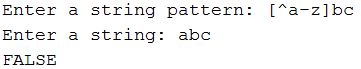 Enter a string pattern: [^a-z]bc
Enter a string: abc
FALSE